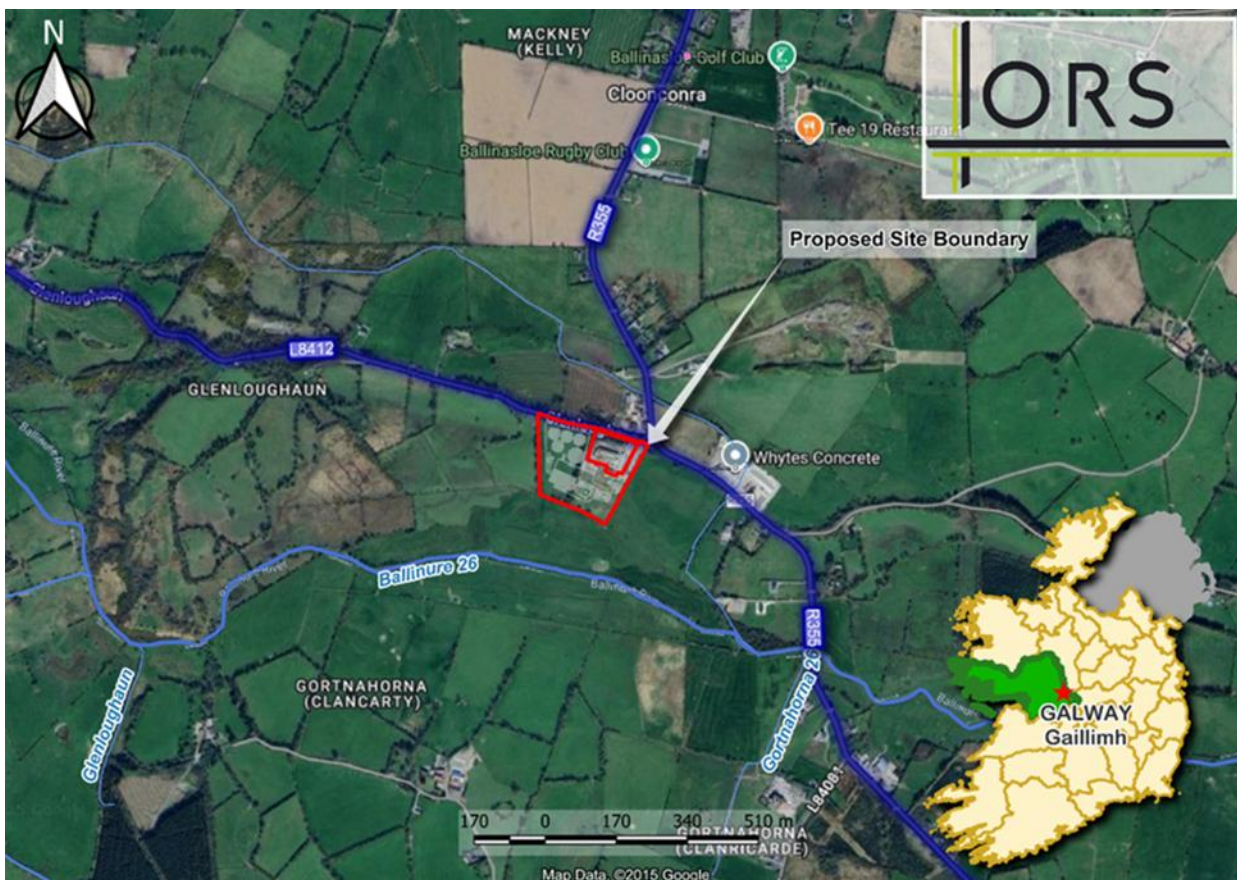 N
MACKNEY
(KELLY)
Ballinasloe Golf Club
ORS
Cloonconra
Tee 19 Restaurant
Ballinasloe Rugby Club
R355
Proposed Site Boundary
Glenloughaun
L8412
GLENLOUGHAUN
Whytes Concrete
Ballinure River
Ballinure 26
R355
GORTNAHORNA
(CLANCARTY)
Glenloughaun
Gortnahorna 26
GALWAY
Gaillimh
L84081
170 0 170 340 510 m
GORTNAHORNA
(CLANRICARDE)
Map Data ©2015 Google